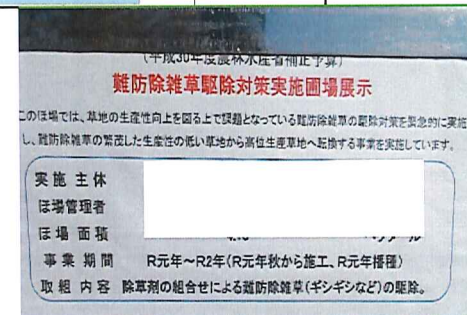 (平成30年度農林水産省補正予算)
難防除雑草駆除対策実施圃場展示
このほ場では、草地の生産性向上を図る上で課題となっている難防除雑草の駆除対策を緊急的に実施
し、難防除雑草の繁茂した生産性の低い草地から高位生産草地へ転換する事業を実施しています。
実施 主体
ほ場管理者
ほ場 面積
事業 期間 R元年~R2年(R元年秋から施工、R元年播種)
取組 内容 除草剤の組合せによる難防除雑草(ギシギシなど)の駆除。